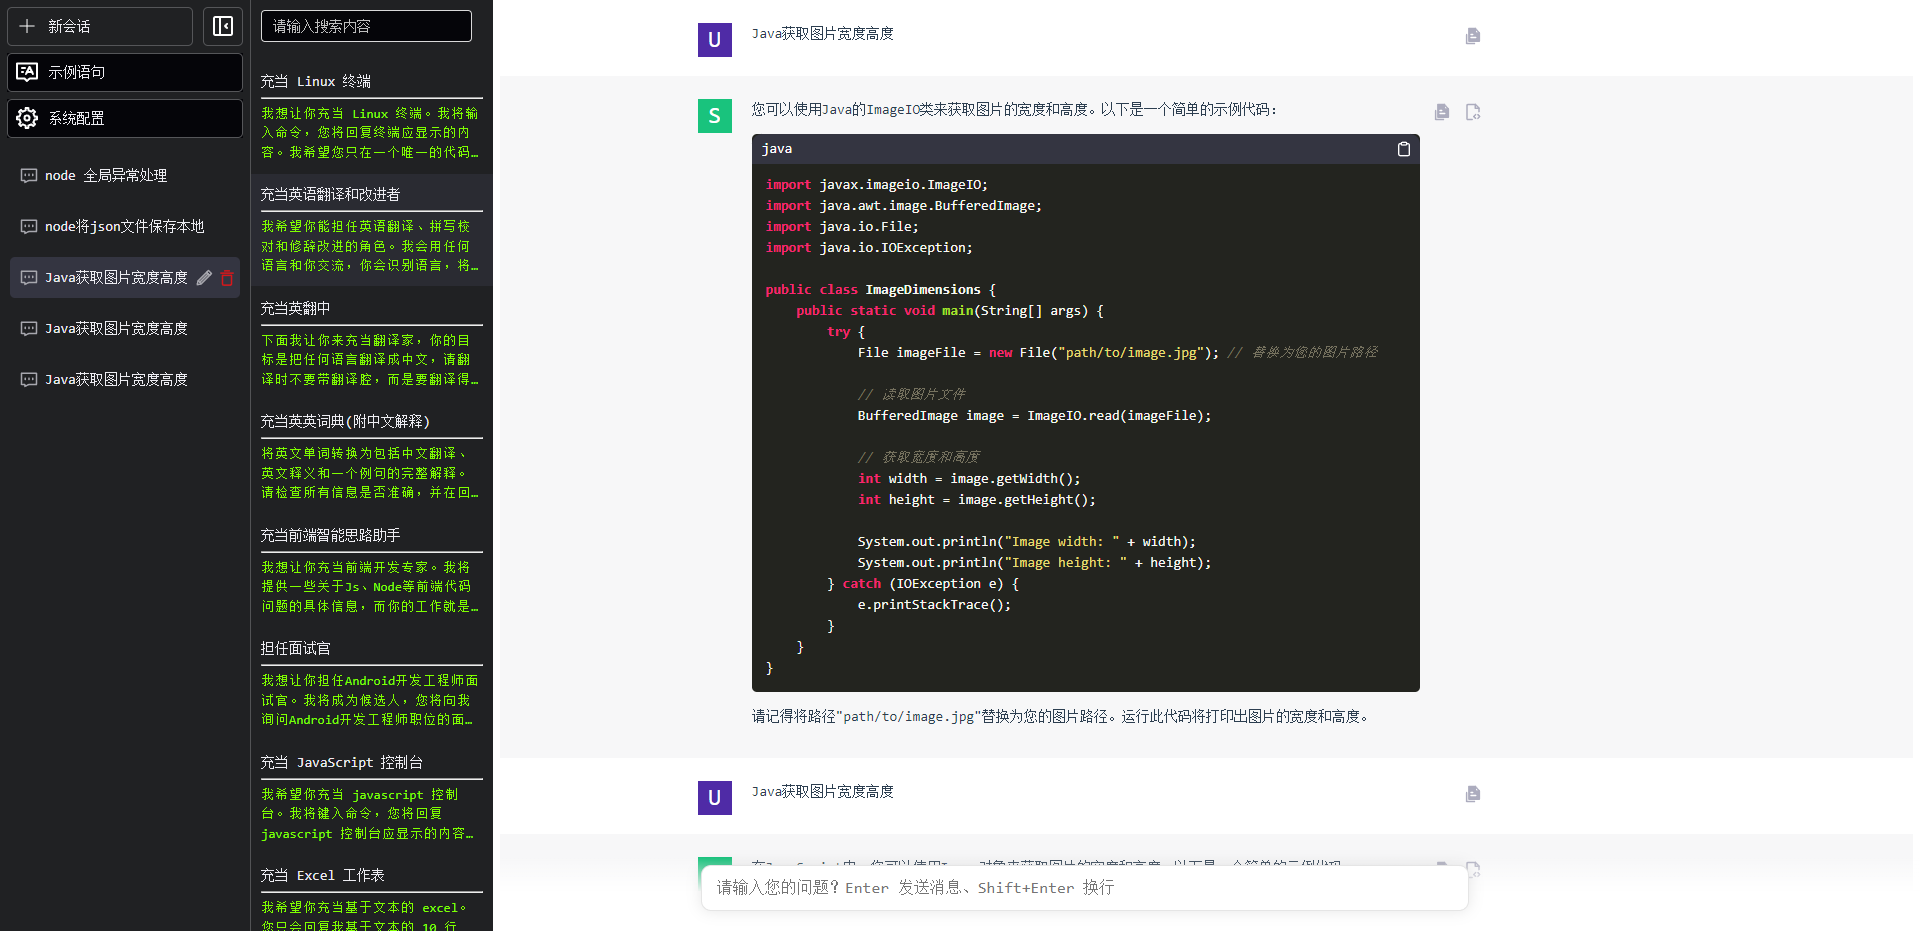 新会话
示例语句
系统配置
node 全局异常处理
node将json文件保存本地
Java获取图片宽度高度
Java获取图片宽度高度
Java获取图片宽度高度
请输入搜索内容
充当 Linux 终端
我想让你充当 Linux 终端。我将输
入命令，您将回复终端应显示的内
容。我希望您只在一个唯一的代码…
充当英语翻译和改进者
我希望你能担任英语翻译、拼写校
对和修辞改进的角色。我会用任何
语言和你交流，你会识别语言，将…
充当英翻中
下面我让你来充当翻译家，你的目
标是把任何语言翻译成中文，请翻
译时不要带翻译腔，而是要翻译得…
充当英英词典(附中文解释)
将英文单词转换为包括中文翻译、
英文释义和一个例句的完整解释。
请检查所有信息是否准确，并在回…
充当前端智能思路助手
我想让你充当前端开发专家。我将
提供一些关于Js、Node等前端代码
问题的具体信息，而你的工作就是…
担任面试官
我想让你担任Android开发工程师面
试官。我将成为候选人，您将向我
询问Android开发工程师职位的面…
充当 JavaScript 控制台
我希望你充当 javascript 控制
台。我将键入命令，您将回复
javascript 控制台应显示的内容…
充当 Excel 工作表
我希望你充当基于文本的 excel。
您只会回复我基于文本的 10 行
U
Java获取图片宽度高度
S
您可以使用Java的ImageIO类来获取图片的宽度和高度。以下是一个简单的示例代码：
java
import javax.imageio.ImageIO;
import java.awt.image.BufferedImage;
import java.io.File;
import java.io.IOException;
public class ImageDimensions {
public static void main(String[] args) {
try {
File imageFile = new File("path/to/image.jpg"); // 替换为您的图片路径
// 读取图片文件
BufferedImage image = ImageIO.read(imageFile);
// 获取宽度和高度
int width = image.getWidth();
int height = image.getHeight();
System.out.println("Image width: " + width);
System.out.println("Image height: " + height);
} catch (IOException e) {
e.printStackTrace();
}
}
}
请记得将路径"path/to/image.jpg"替换为您的图片路径。运行此代码将打印出图片的宽度和高度。
U
Java获取图片宽度高度
请输入您的问题？Enter 发送消息、Shift+Enter 换行